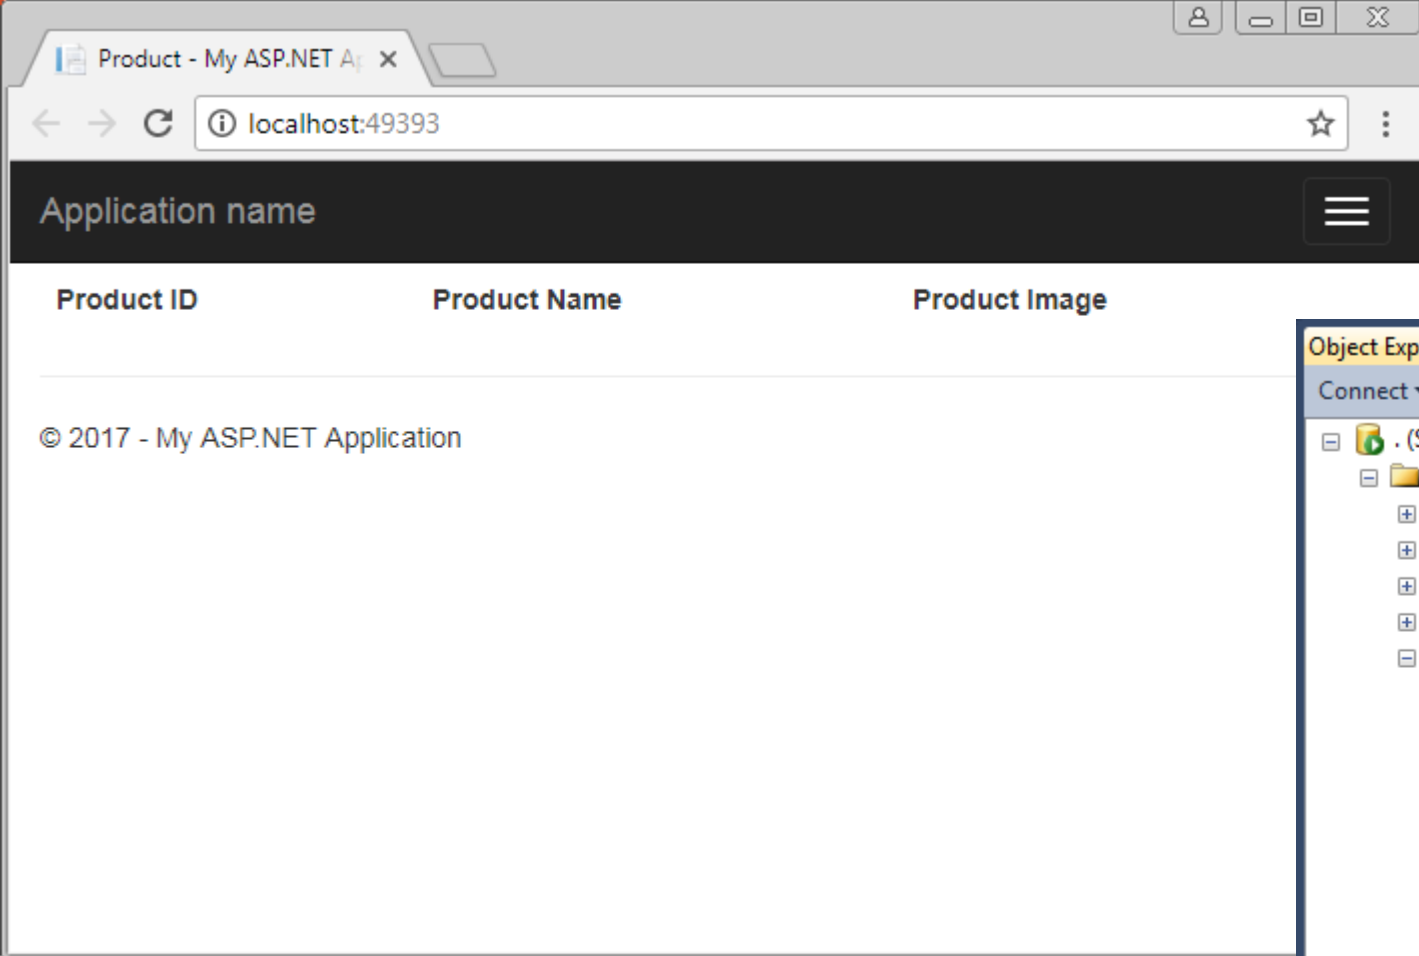 Product - My ASP.NET Ap
localhost:49393
Application name
Product ID Product Name Product Image
Object Exp
Connect
. (S
© 2017 - My ASP.NET Application